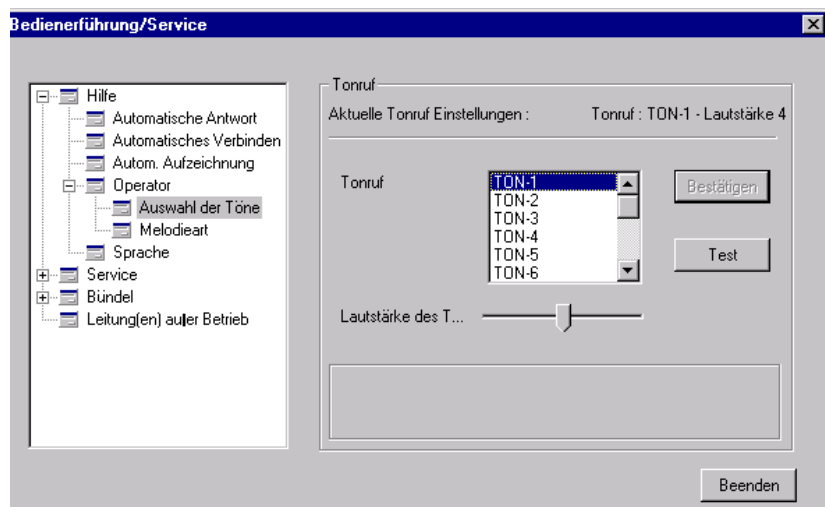 Bedienerführung/Service
Hilfe
Automatische Antwort
Automatisches Verbinden
Autom. Aufzeichnung
Operator
Auswahl der Töne
Melodieart
Sprache
Service
Bündel
Leitung(en) auıer Betrieb
Tonruf
Aktuelle Tonruf Einstellungen : Tonruf : TON-1 - Lautstärke 4
Tonruf
TON-1
TON-2
TON-3
TON-4
TON-5
TON-6
Bestätigen
Test
Lautstärke des T...
Beenden